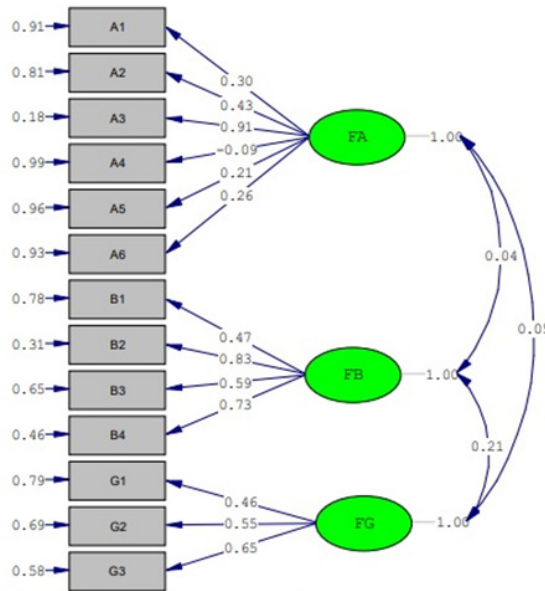 0.91 A1
0.30
0.81 A2
0.43
0.18 A3
0.91
FA 1.00
0.99 A4
-0.09
0.21
0.96 A5
0.26
0.93 A6
0.04
0.78 B1
0.05
0.47
0.31 B2
0.83
FB 1.00
0.65 B3
0.59
0.73
0.46 B4
0.21
0.79 G1
0.46
0.55
0.69 G2
FG 1.00
0.65
0.58 G3